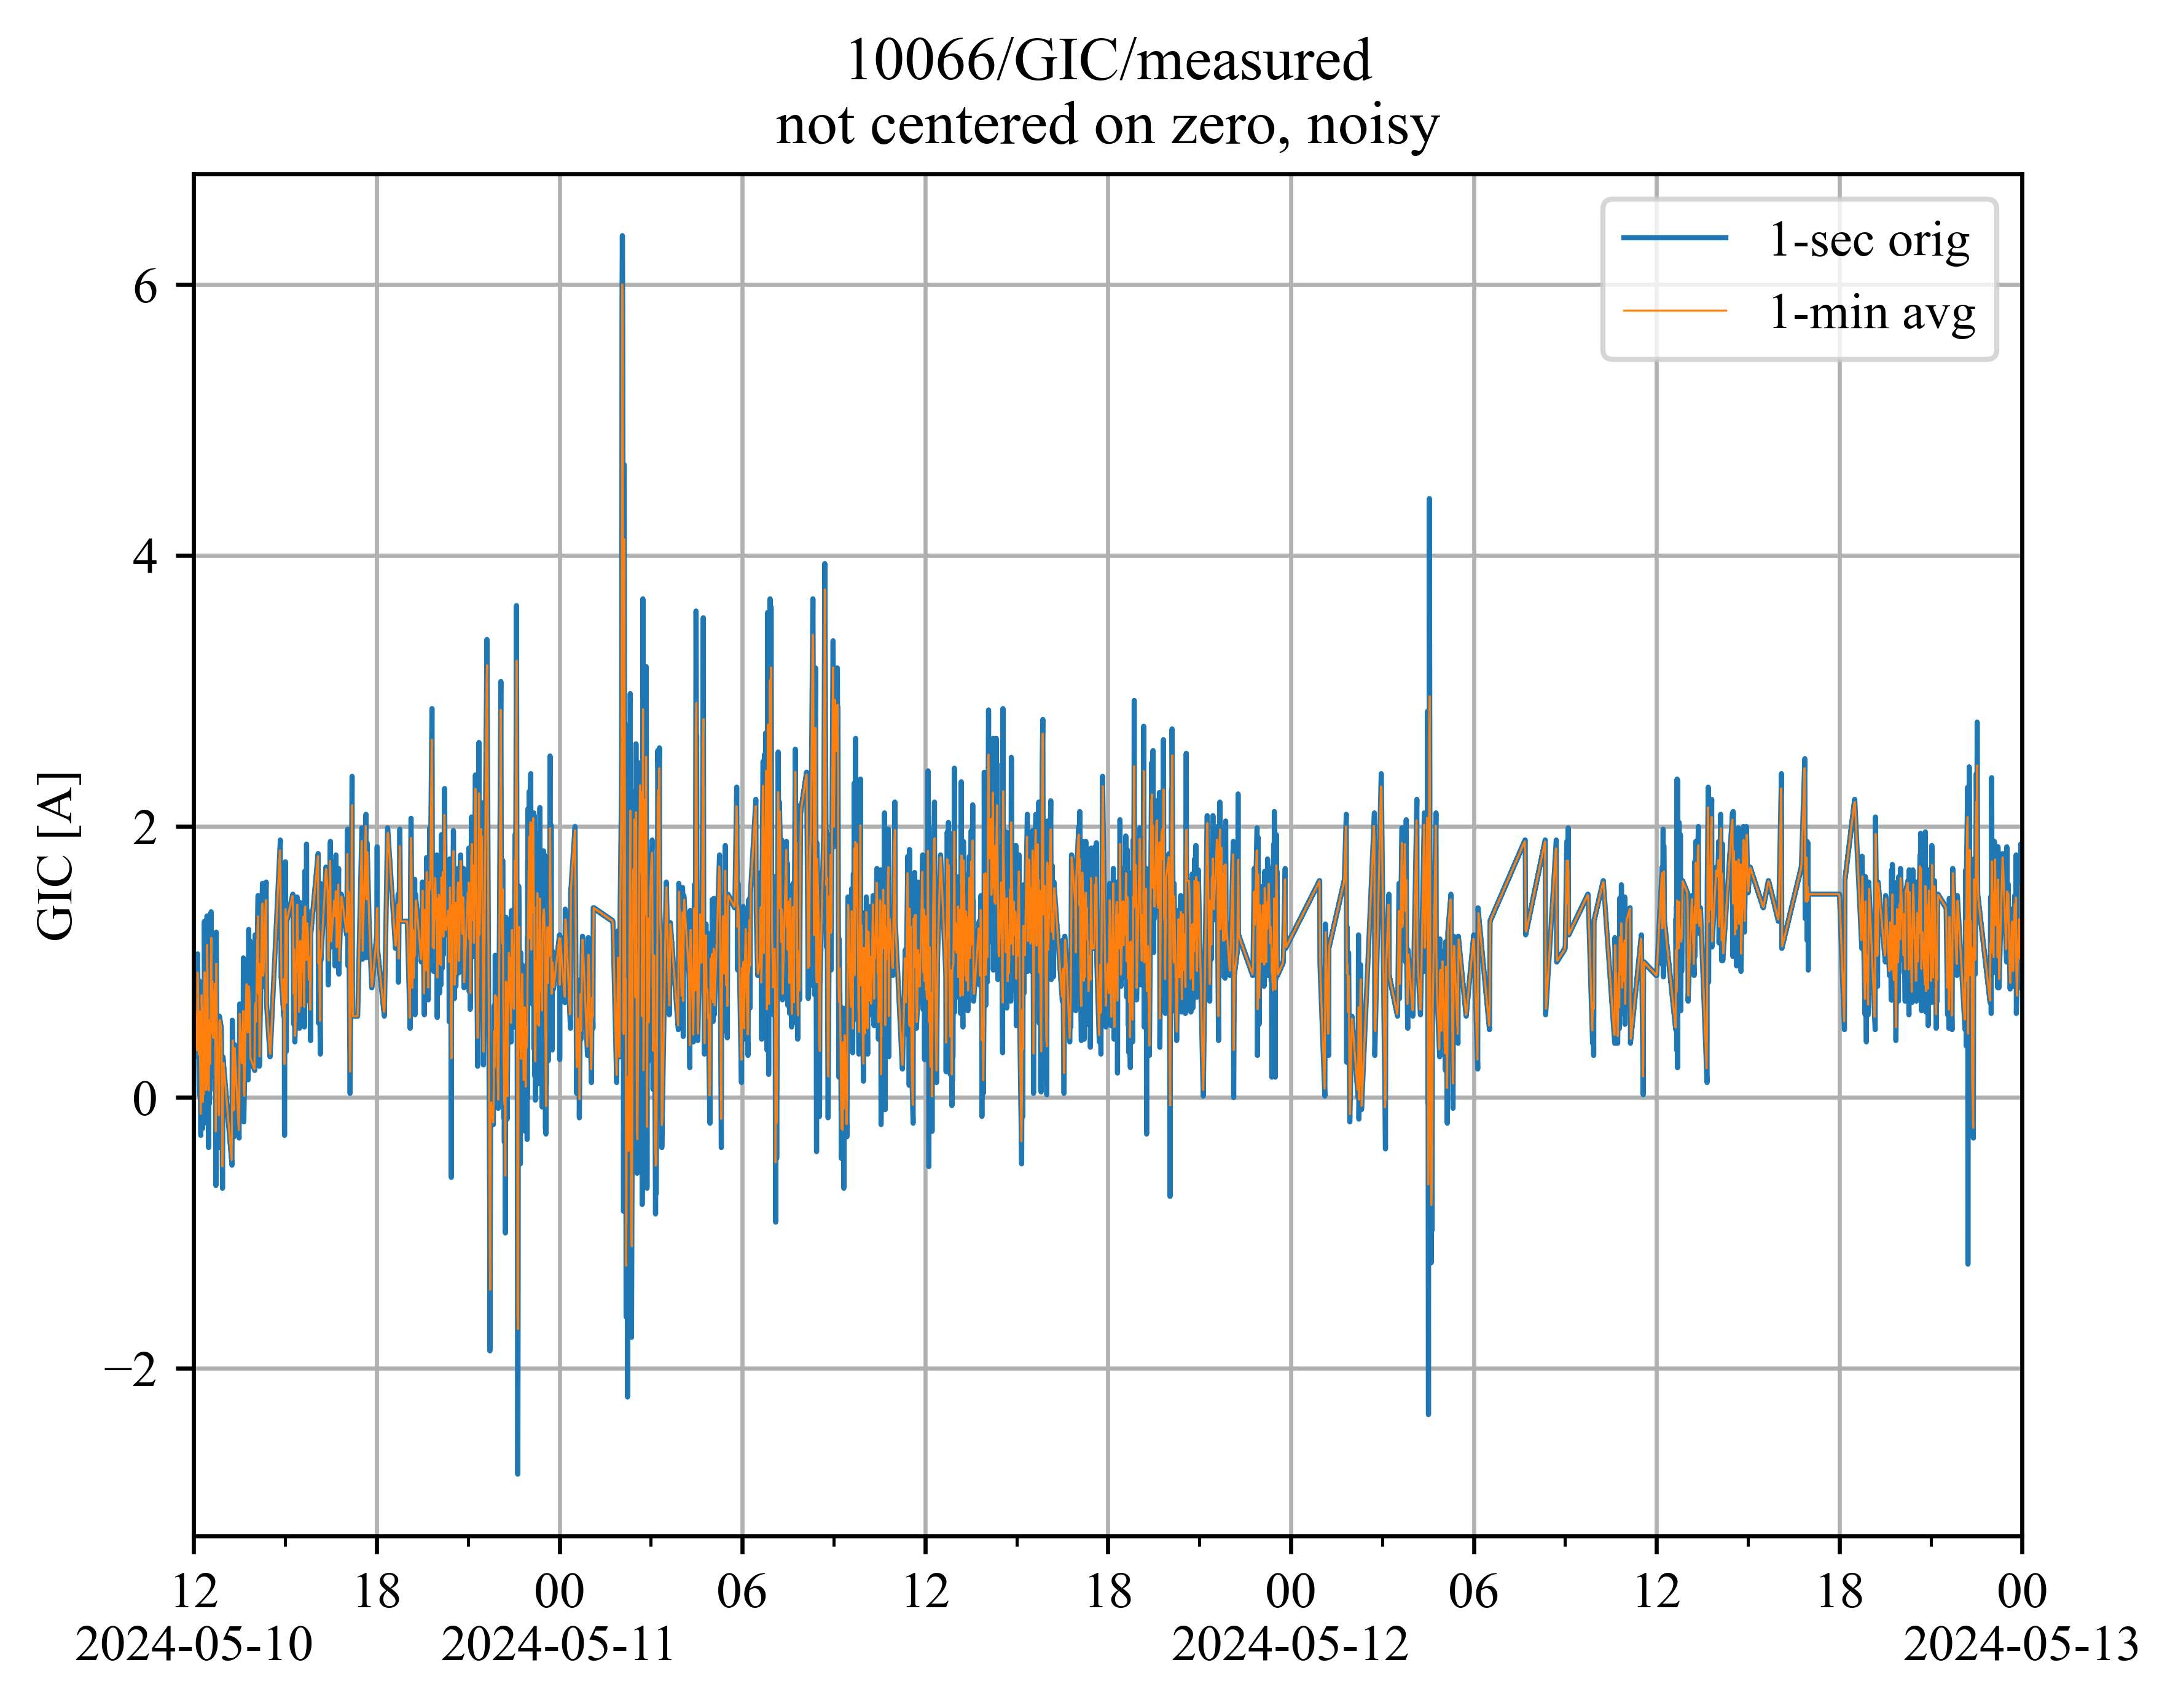 10066/GIC/measured
not centered on zero, noisy
1-sec orig
1-min avg
GIC [A]
6
4
2
0
−2
12 18 00 06 12 18 00 06 12 18 00
2024-05-10 2024-05-11 2024-05-12 2024-05-13